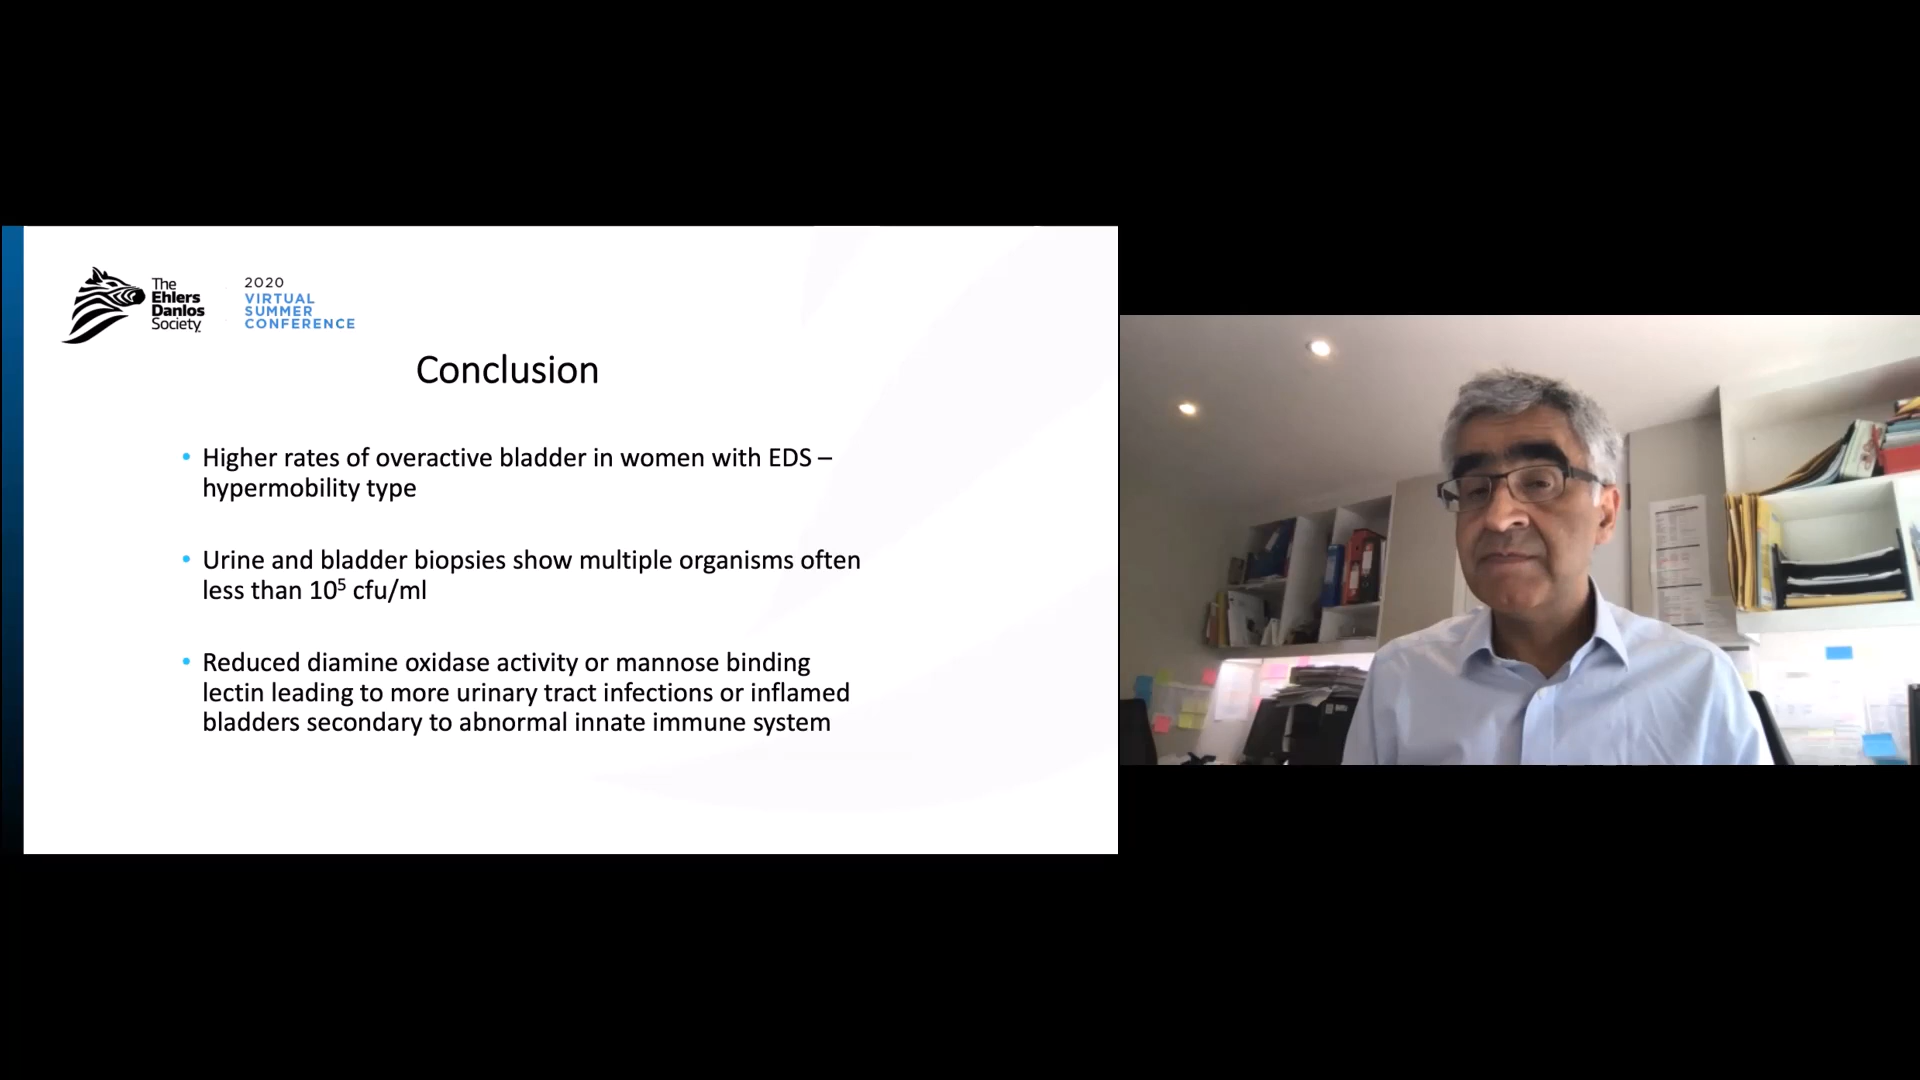 The
Ehlers
Danlos
Society
2020
VIRTUAL
SUMMER
CONFERENCE
Conclusion
• Higher rates of overactive bladder in women with EDS –
hypermobility type
• Urine and bladder biopsies show multiple organisms often
less than 10⁵ cfu/ml
• Reduced diamine oxidase activity or mannose binding
lectin leading to more urinary tract infections or inflamed
bladders secondary to abnormal innate immune system